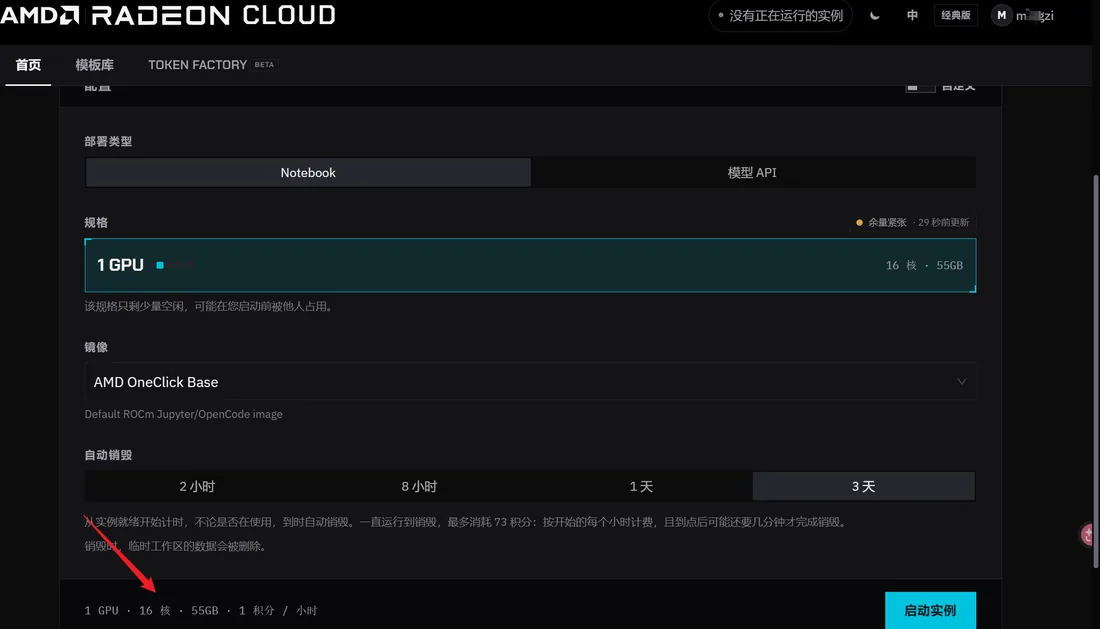 AMD RADEON CLOUD
没有正在运行的实例 中 经典版 M
首页 模板库 TOKEN FACTORY BETA
配置 自定义
部署类型
Notebook 模型 API
规格 余量紧张 · 29 秒前更新
1 GPU 16 核 · 55GB
该规格只剩少量空闲，可能在您启动前被他人占用。
镜像
AMD OneClick Base
Default ROCm Jupyter/OpenCode image
自动销毁
2 小时 8 小时 1 天 3 天
从实例就绪开始计时，不论是否在使用，到时自动销毁。一直运行到销毁，最多消耗 73 积分：按开始的每个小时计费，且到点后可能还要几分钟才完成销毁。
销毁时，临时工作区的数据会被删除。
1 GPU · 16 核 · 55GB · 1 积分 / 小时 启动实例